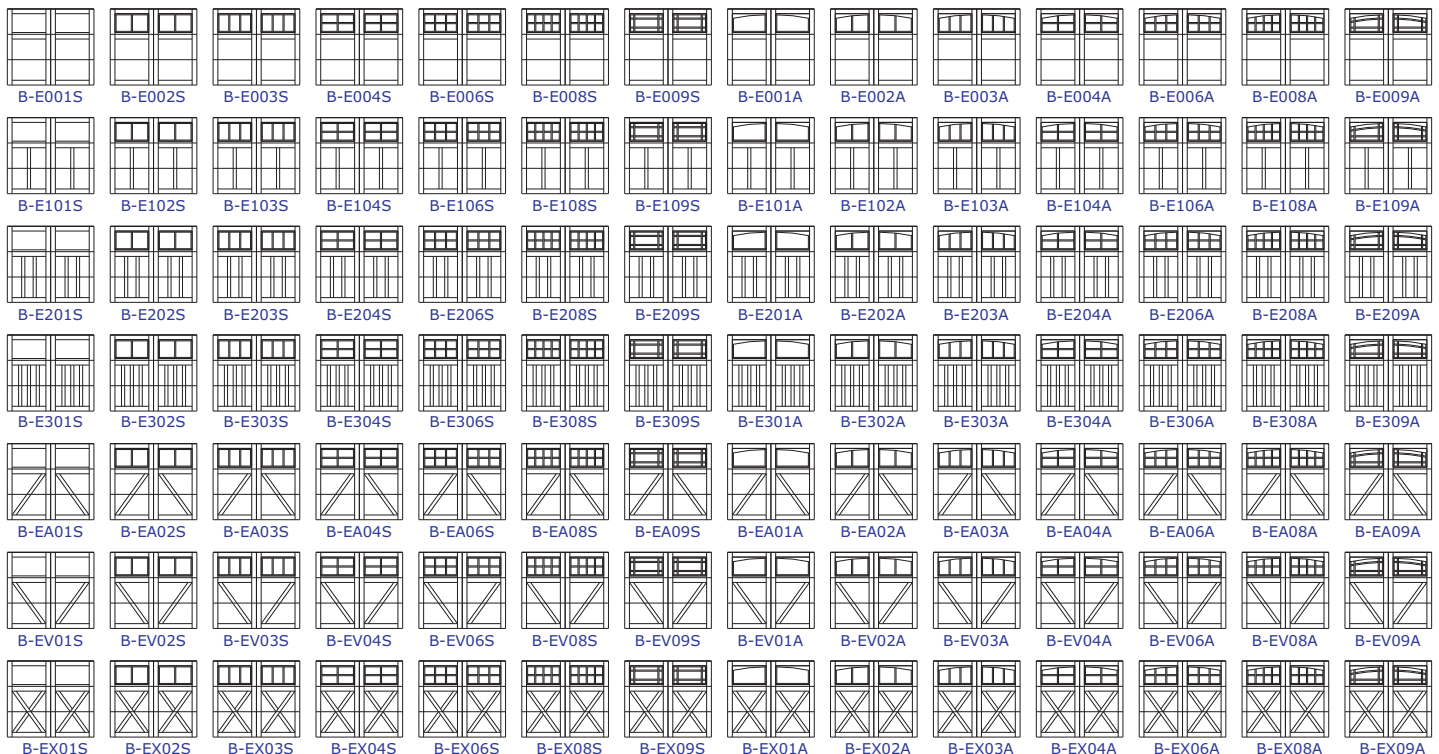 B-E001S B-E002S B-E003S B-E004S B-E006S B-E008S B-E009S B-E001A B-E002A B-E003A B-E004A B-E006A B-E008A B-E009A
B-E101S B-E102S B-E103S B-E104S B-E106S B-E108S B-E109S B-E101A B-E102A B-E103A B-E104A B-E106A B-E108A B-E109A
B-E201S B-E202S B-E203S B-E204S B-E206S B-E208S B-E209S B-E201A B-E202A B-E203A B-E204A B-E206A B-E208A B-E209A
B-E301S B-E302S B-E303S B-E304S B-E306S B-E308S B-E309S B-E301A B-E302A B-E303A B-E304A B-E306A B-E308A B-E309A
B-EA01S B-EA02S B-EA03S B-EA04S B-EA06S B-EA08S B-EA09S B-EA01A B-EA02A B-EA03A B-EA04A B-EA06A B-EA08A B-EA09A
B-EV01S B-EV02S B-EV03S B-EV04S B-EV06S B-EV08S B-EV09S B-EV01A B-EV02A B-EV03A B-EV04A B-EV06A B-EV08A B-EV09A
B-EX01S B-EX02S B-EX03S B-EX04S B-EX06S B-EX08S B-EX09S B-EX01A B-EX02A B-EX03A B-EX04A B-EX06A B-EX08A B-EX09A